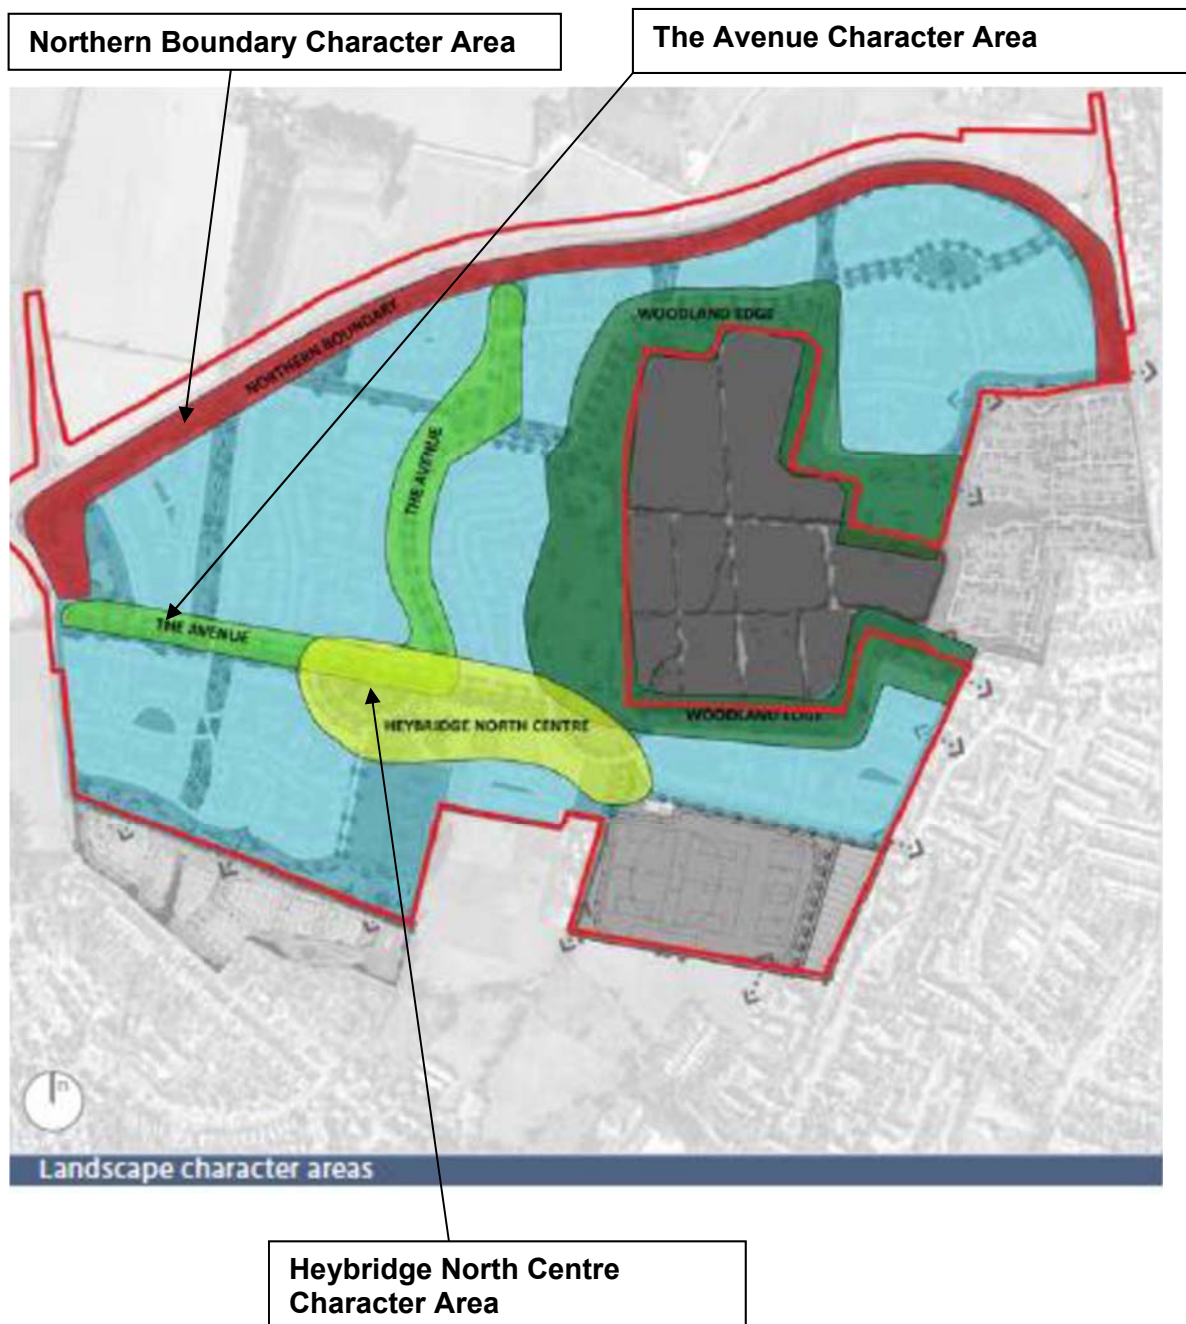 Northern Boundary Character Area
The Avenue Character Area
WOODLAND EDGE
NORTHERN BOUNDARY
THE AVENUE
THE AVENUE
HEYBRIDGE NORTH CENTRE
WOODLAND EDGE
n
Landscape character areas
Heybridge North Centre
Character Area